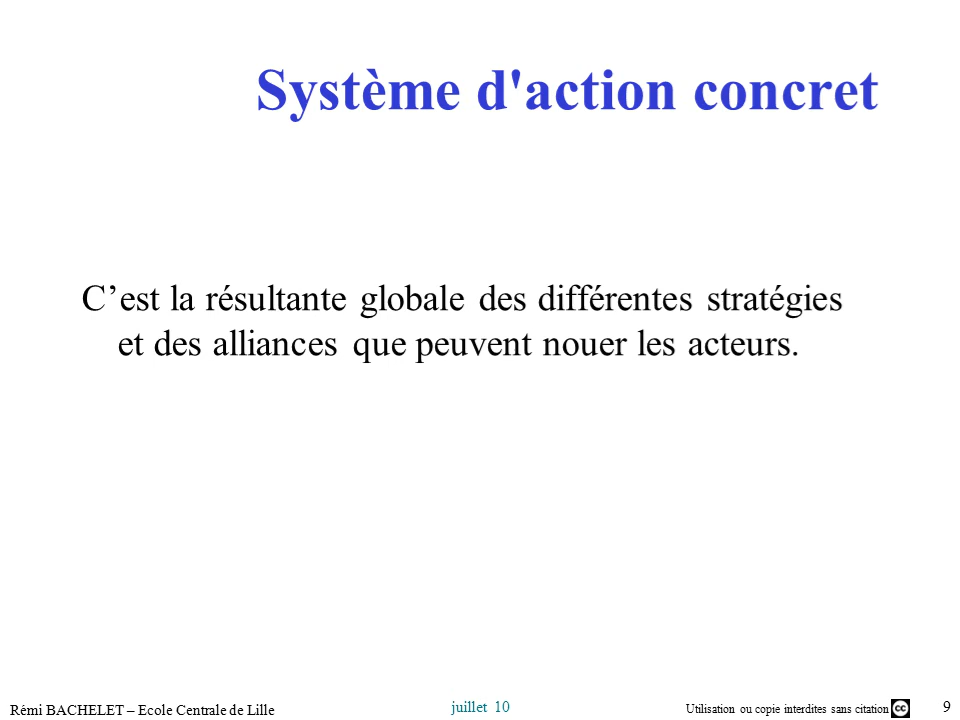 Système d'action concret
C’est la résultante globale des différentes stratégies
et des alliances que peuvent nouer les acteurs.
Rémi BACHELET – Ecole Centrale de Lille
juillet 10
Utilisation ou copie interdites sans citation
cc
9